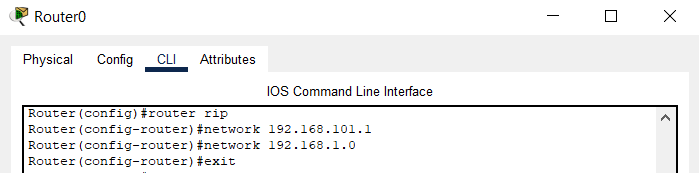 Router0
Physical Config CLI Attributes
IOS Command Line Interface
Router(config)#router rip
Router(config-router)#network 192.168.101.1
Router(config-router)#network 192.168.1.0
Router(config-router)#exit